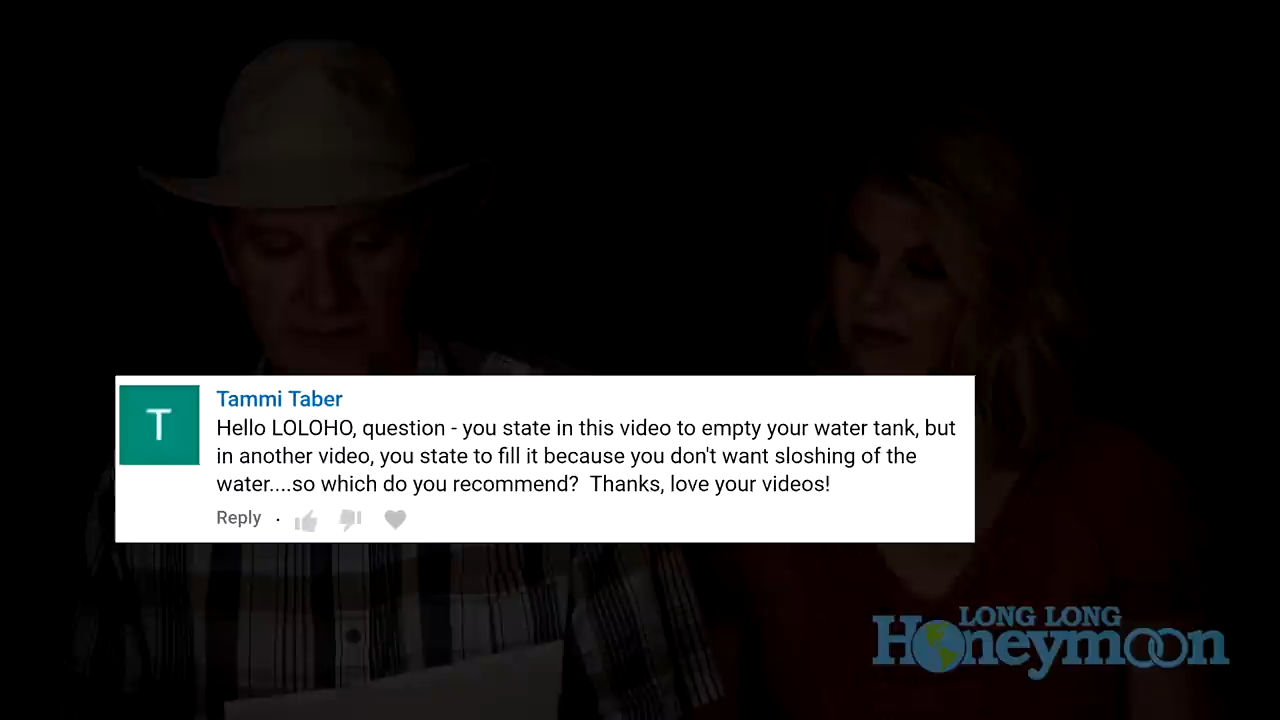 T
Tammi Taber
Hello LOLOHO, question - you state in this video to empty your water tank, but
in another video, you state to fill it because you don't want sloshing of the
water....so which do you recommend?  Thanks, love your videos!
Reply ·
LONG LONG
Honeymoon